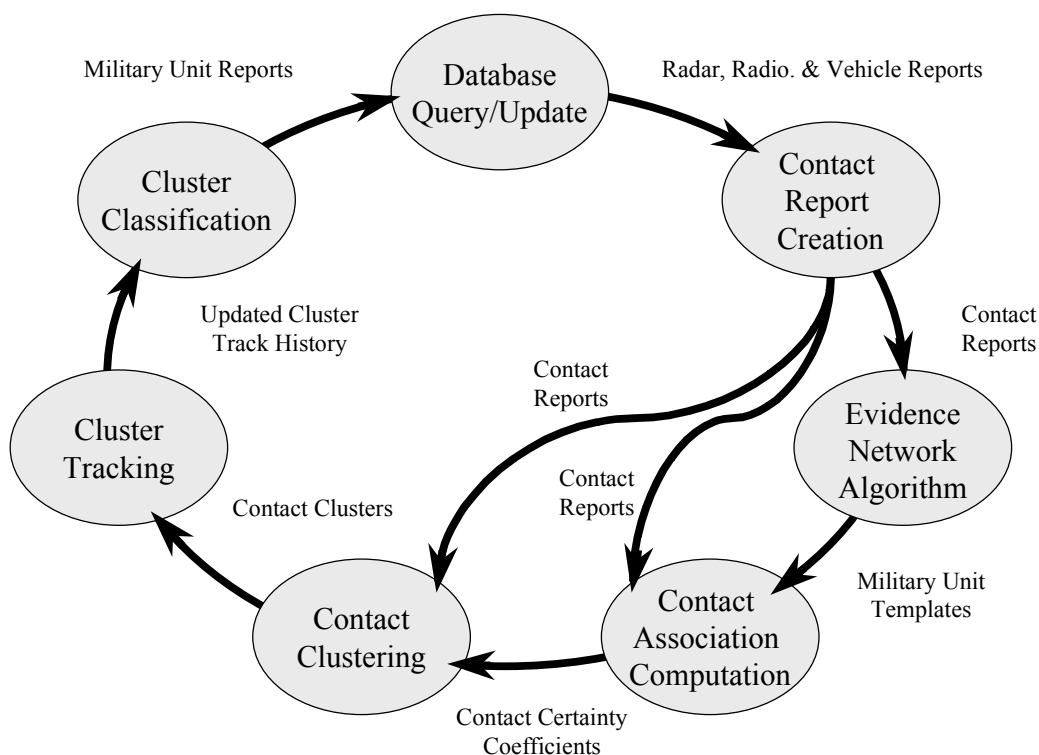 Military Unit Reports
Database
Query/Update
Radar, Radio. & Vehicle Reports
Cluster
Classification
Contact
Report
Creation
Updated Cluster
Track History
Contact
Reports
Contact
Reports
Cluster
Tracking
Evidence
Network
Algorithm
Contact
Reports
Contact Clusters
Military Unit
Templates
Contact
Clustering
Contact
Association
Computation
Contact Certainty
Coefficients